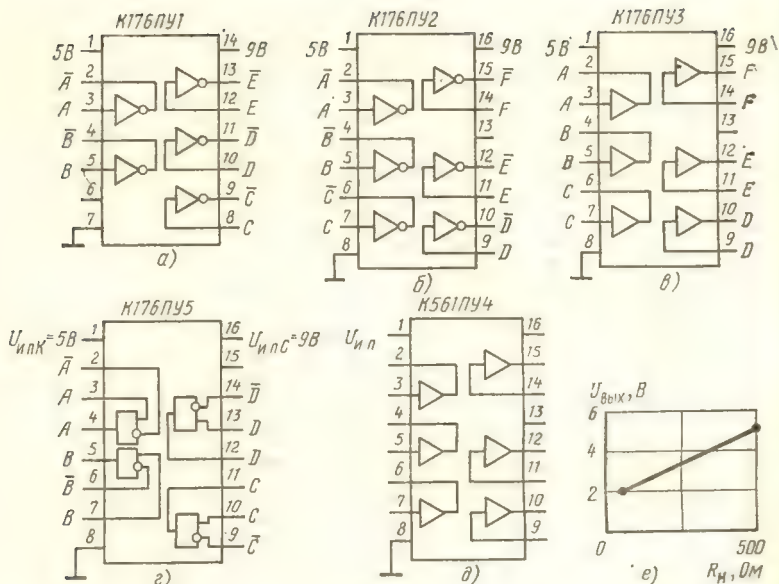 К176ПУ1
5В 1 14 9В
A̅ 2 13 E̅
A 3 12 E
B̅ 4 11 D̅
B 5 10 D
6 9 C̅
7 8 C
а)
К176ПУ2
5В 1 16 9В
A̅ 2 15 F̅
A 3 14 F
B̅ 4 13
B 5 12 E̅
C̅ 6 11 E
C 7 10 D̅
8 9 D
б)
К176ПУ3
5В 1 16 9В
A 2 15 F
A 3 14 F
B 4 13
B 5 12 E
C 6 11 E
C 7 10 D
8 9 D
в)
К176ПУ5
Uипк=5В 1 16 Uипс=9В
A̅ 2 15
A 3 14 D̅
A 4 13 D
B 5 12 D
B̅ 6 11 C
B 7 10 C
8 9 C̅
г)
К561ПУ4
Uип 1 16
2 15
3 14
4 13
5 12
6 11
7 10
8 9
д)
Uвых, В
6
4
2
0 500
е) Rн, Ом